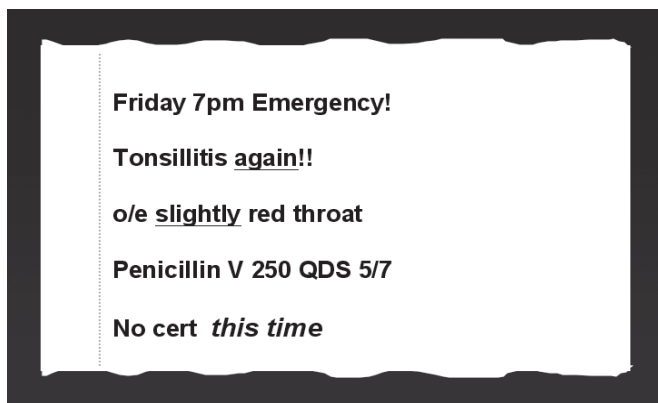 Friday 7pm Emergency!
Tonsillitis again!!
o/e slightly red throat
Penicillin V 250 QDS 5/7
No cert this time